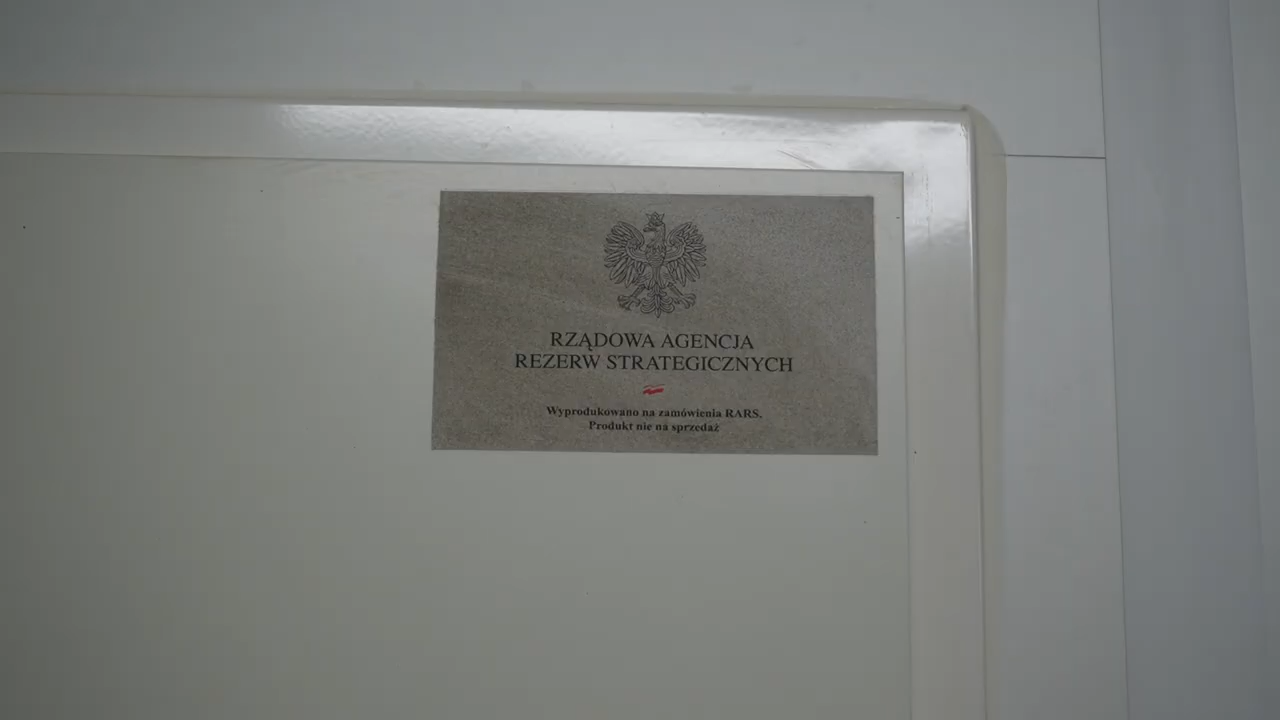 RZĄDOWA AGENCJA
REZERW STRATEGICZNYCH
Wyprodukowano na zamówienia RARS.
Produkt nie na sprzedaż